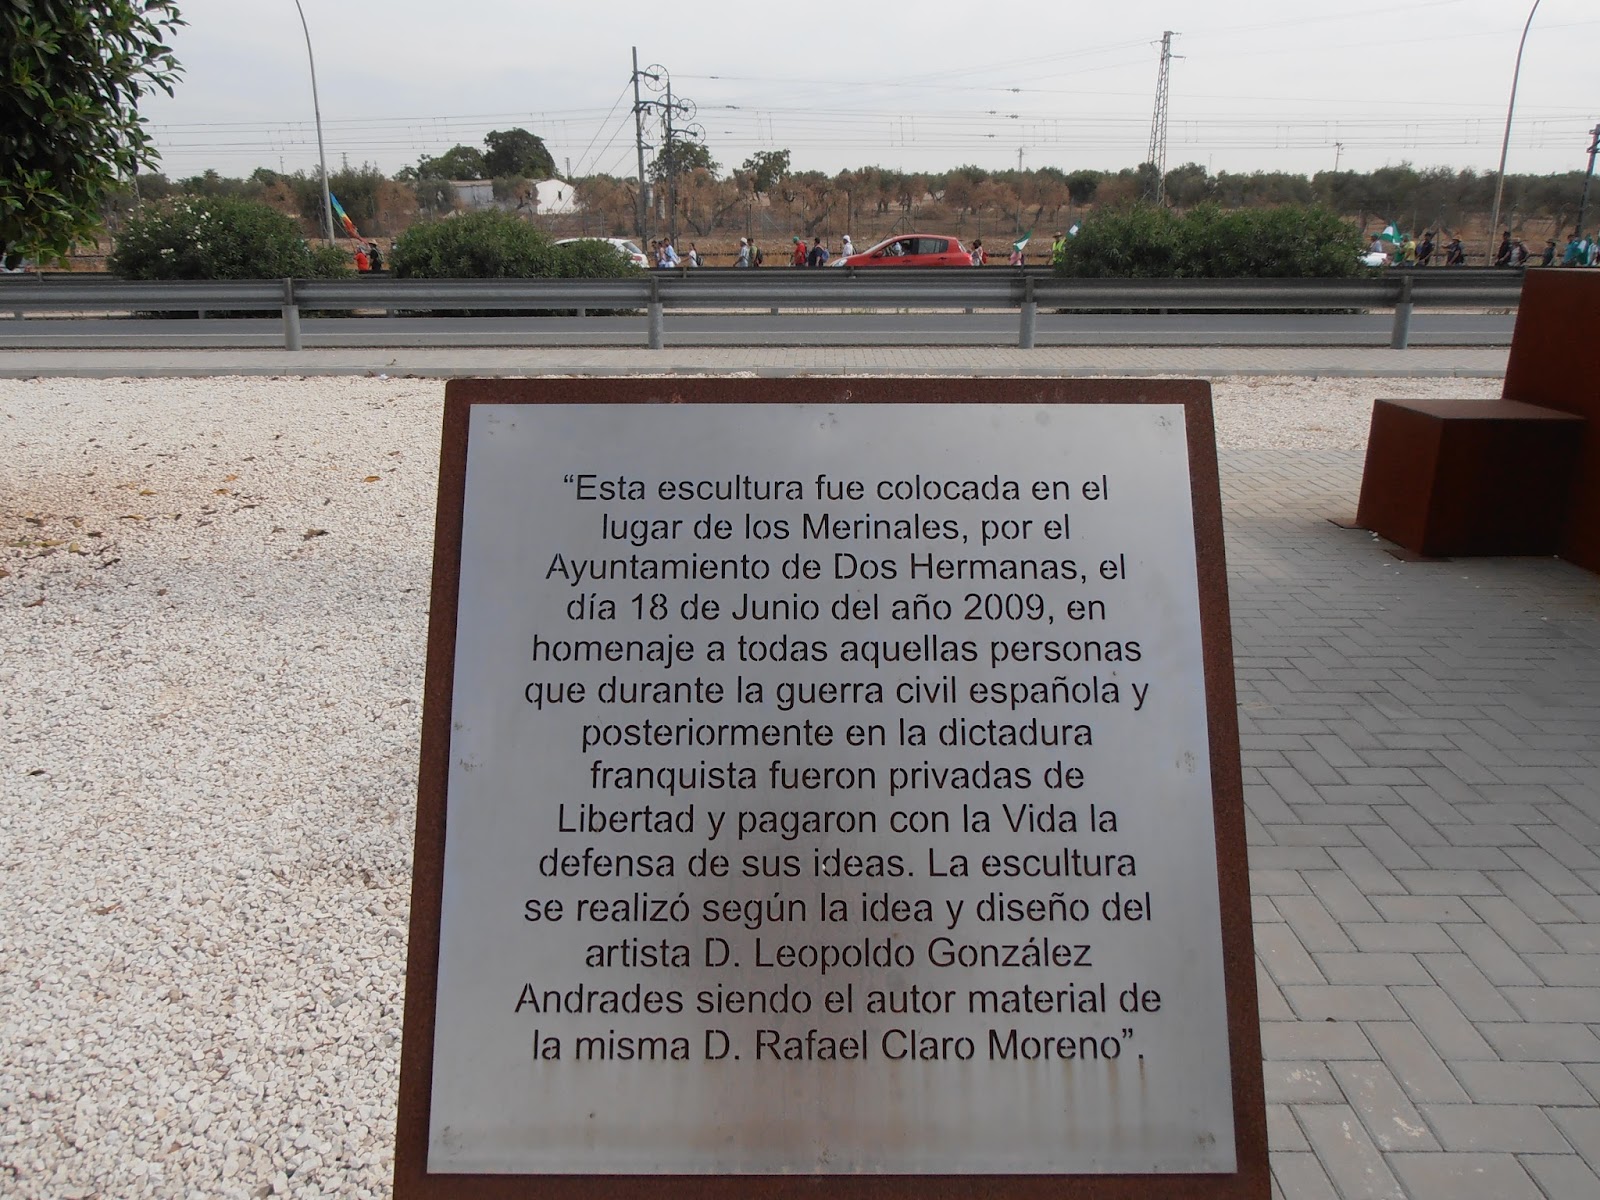 “Esta escultura fue colocada en el
lugar de los Merinales, por el
Ayuntamiento de Dos Hermanas, el
día 18 de Junio del año 2009, en
homenaje a todas aquellas personas
que durante la guerra civil española y
posteriormente en la dictadura
franquista fueron privadas de
Libertad y pagaron con la Vida la
defensa de sus ideas. La escultura
se realizó según la idea y diseño del
artista D. Leopoldo González
Andrades siendo el autor material de
la misma D. Rafael Claro Moreno”.